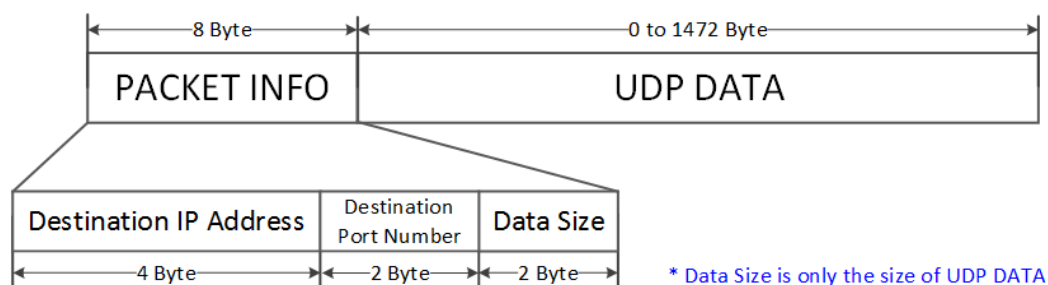 8 Byte
0 to 1472 Byte
PACKET INFO
UDP DATA
Destination IP Address
Destination
Port Number
Data Size
4 Byte
2 Byte
2 Byte
* Data Size is only the size of UDP DATA